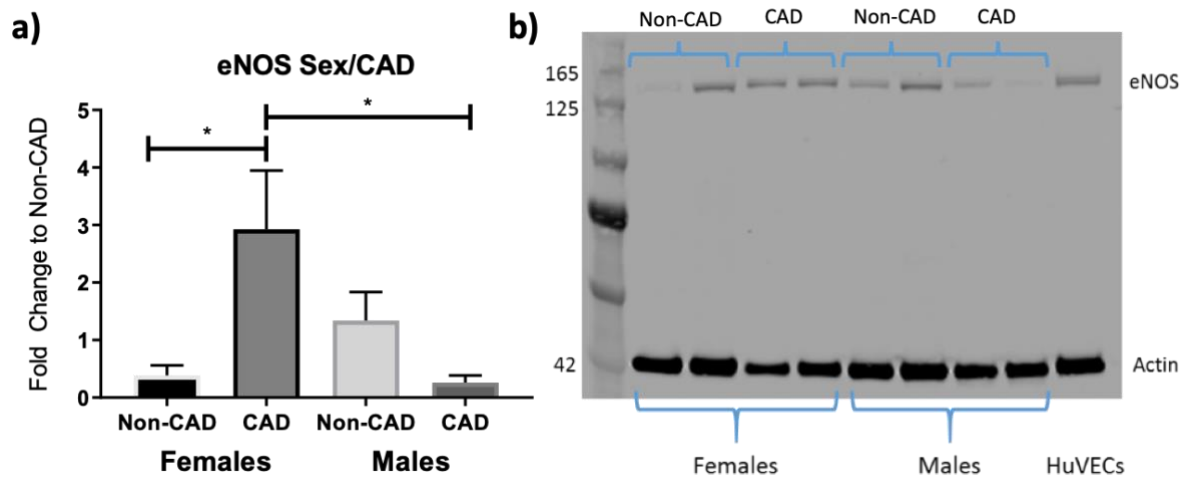 a)
eNOS Sex/CAD
*
*
Fold Change to Non-CAD
5
4
3
2
1
0
Non-CAD CAD Non-CAD CAD
Females Males
b)
Non-CAD CAD Non-CAD CAD
165
125
42
eNOS
Actin
Females Males HuVECs